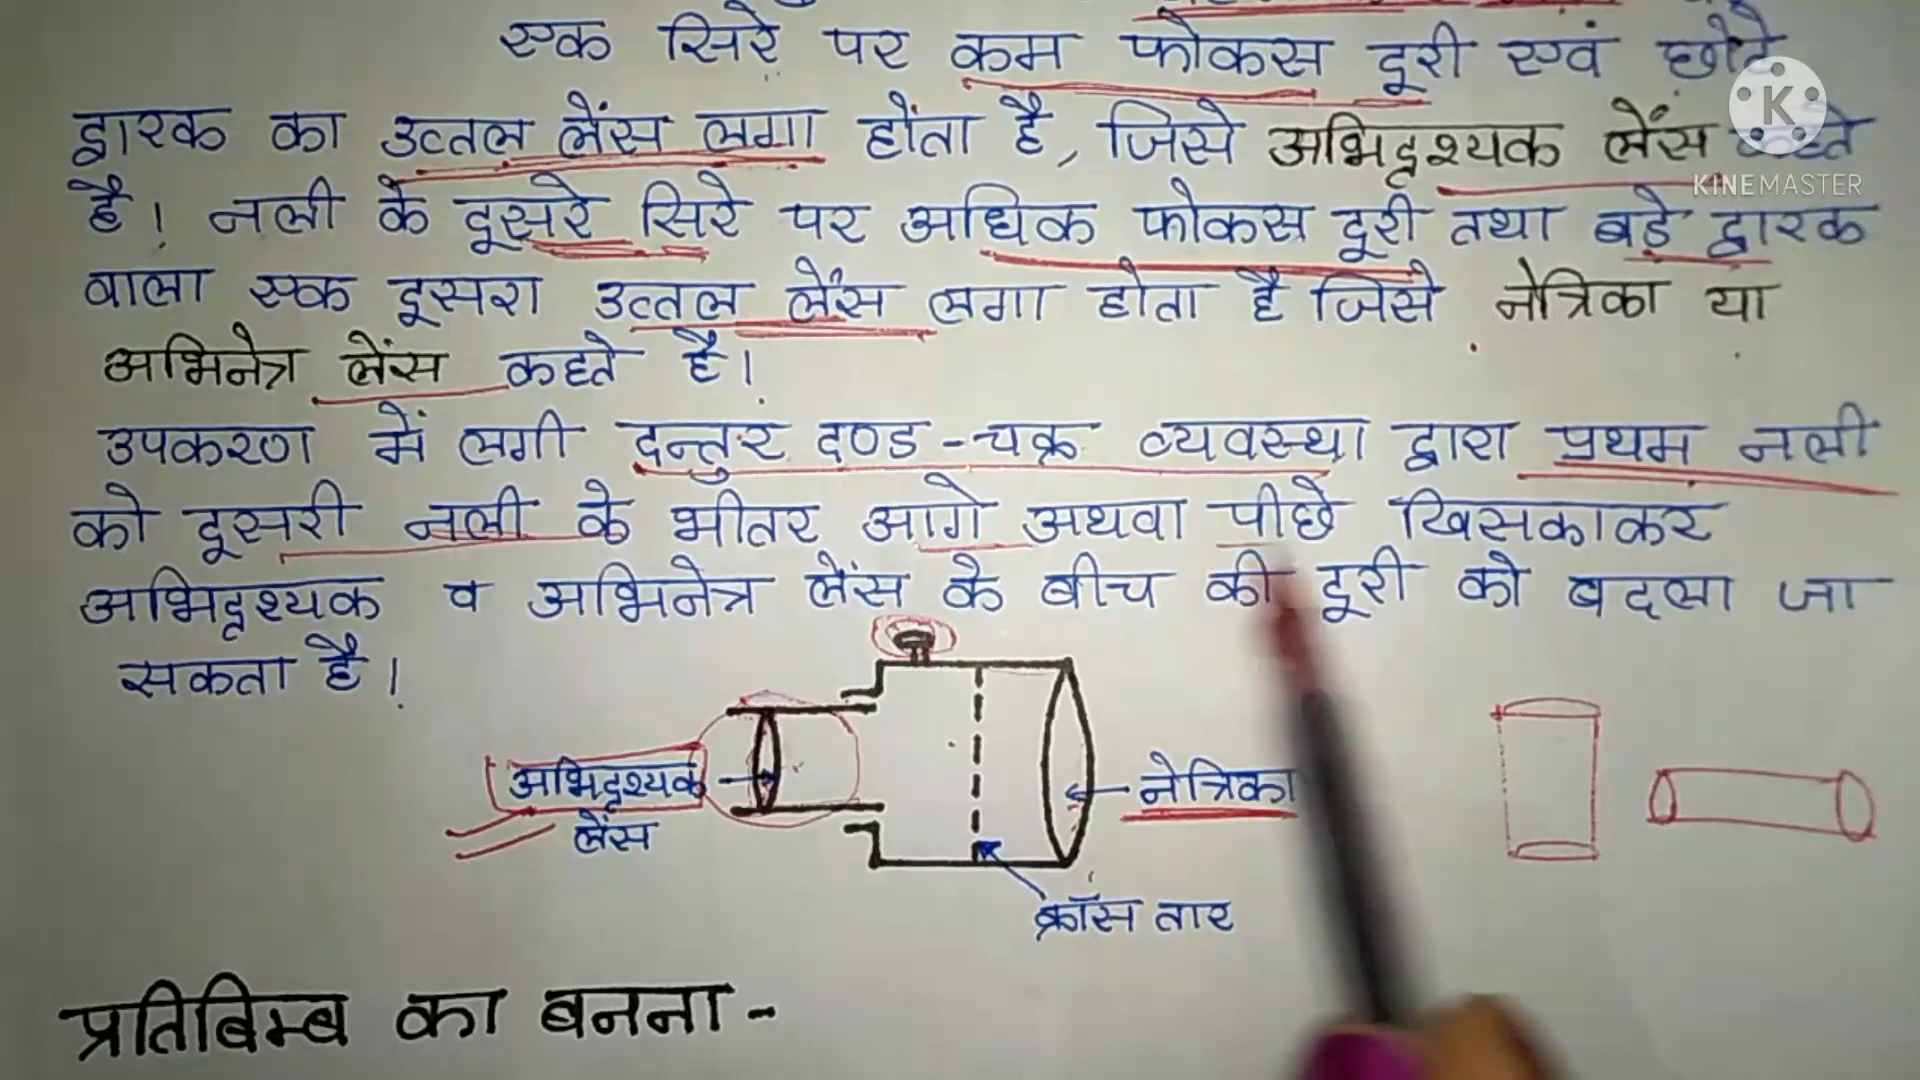 एक सिरे पर कम फोकस दूरी एवं छोटे
द्वारक का उत्तल लेंस लगा होता है, जिसे अभिदृश्यक लेंस कहते
है। नली के दूसरे सिरे पर अधिक फोकस दूरी तथा बड़े द्वारक
वाला एक दूसरा उत्तल लेंस लगा होता है जिसे नेत्रिका या
अभिनेत्र लेंस कहते है।
उपकरण में लगी दन्तुर दण्ड-चक्र व्यवस्था द्वारा प्रथम नली
को दूसरी नली के भीतर आगे अथवा पीछे खिसकाकर
अभिदृश्यक व अभिनेत्र लेंस के बीच की दूरी को बदला जा
सकता है।
अभिदृश्यक
लेंस
नेत्रिका
क्रॉस तार
प्रतिबिम्ब का बनना -
K
KINEMASTER